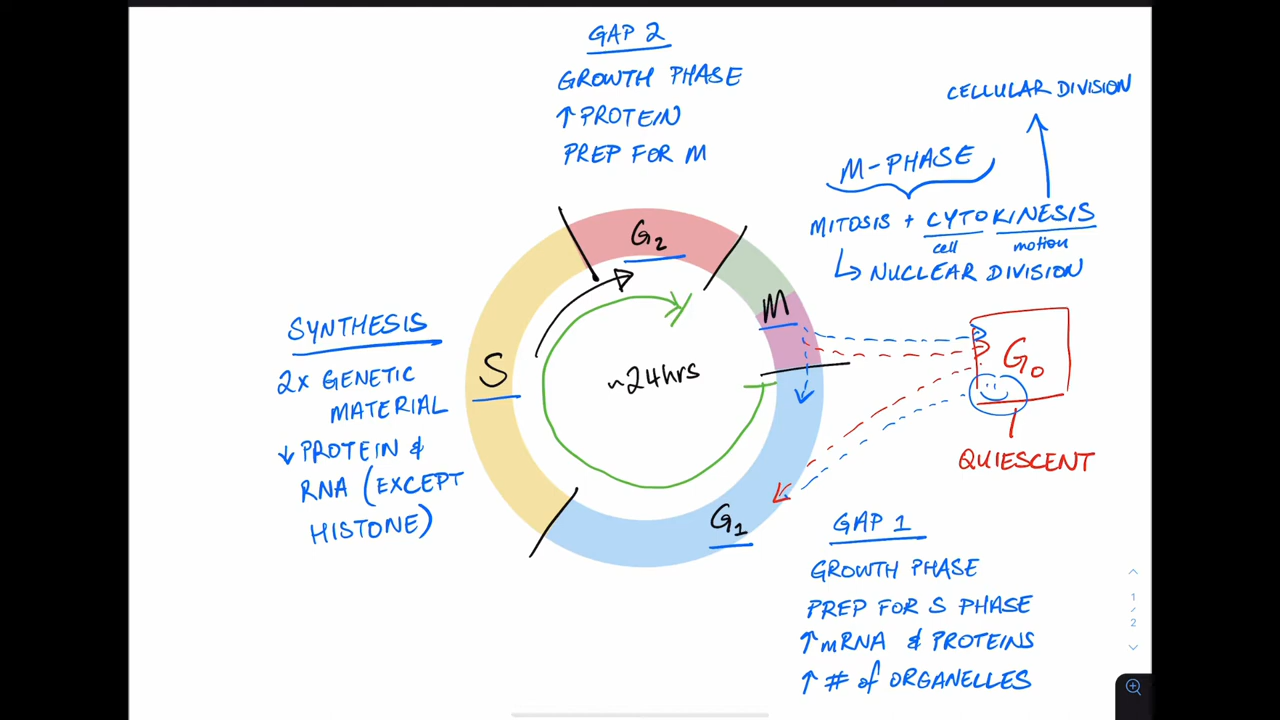 GAP 2
GROWTH PHASE
↑ PROTEIN
PREP FOR M
CELLULAR DIVISION
M-PHASE
MITOSIS + CYTOKINESIS
cell motion
NUCLEAR DIVISION
G2
M
S
G1
~24hrs
G0
QUIESCENT
SYNTHESIS
2x GENETIC
MATERIAL
↓ PROTEIN &
RNA (EXCEPT
HISTONE)
GAP 1
GROWTH PHASE
PREP FOR S PHASE
↑ mRNA & PROTEINS
↑ # of ORGANELLES
1
/
2